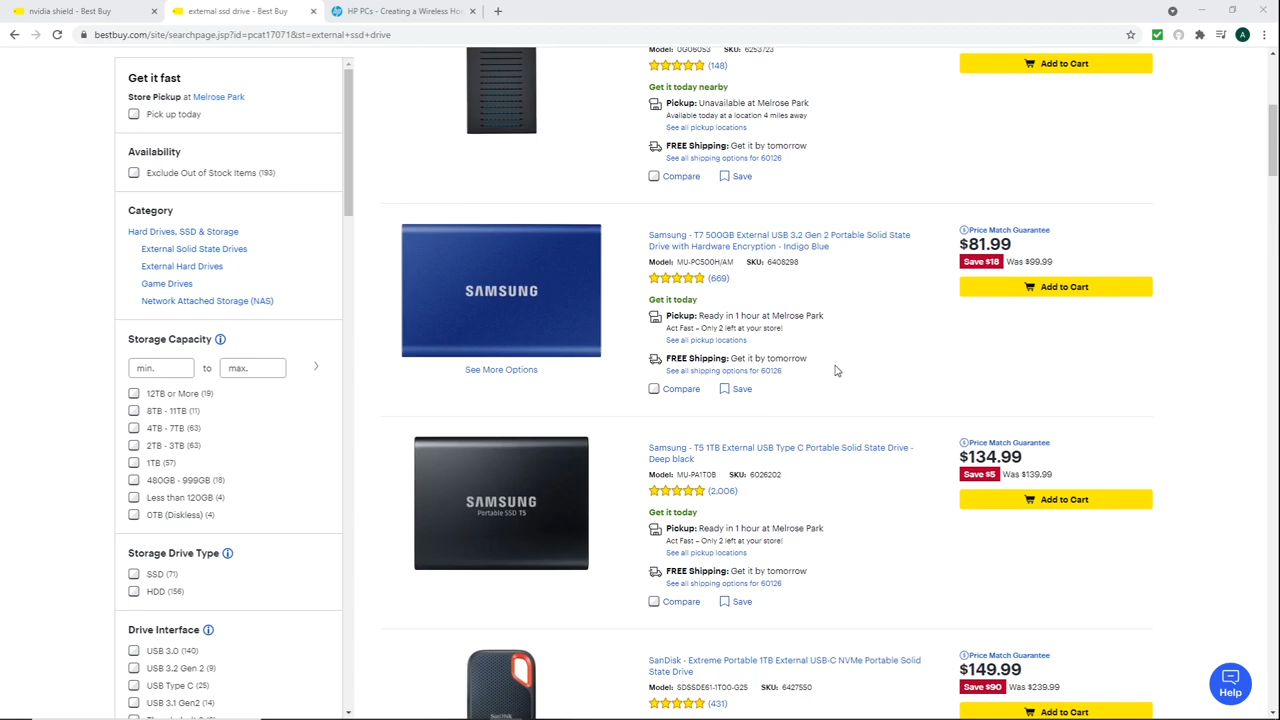 nvidia shield - Best Buy
external ssd drive - Best Buy
HP PCs - Creating a Wireless Ho
bestbuy.com/site/searchpage.jsp?id=pcat17071&st=external+ssd+drive
A
Get it fast
Store Pickup at Melrose Park
Pick up today
Availability
Exclude Out of Stock Items (193)
Category
Hard Drives, SSD & Storage
External Solid State Drives
External Hard Drives
Game Drives
Network Attached Storage (NAS)
Storage Capacity
min. to max.
12TB or More (19)
8TB - 11TB (11)
4TB - 7TB (63)
2TB - 3TB (63)
1TB (57)
480GB - 999GB (18)
Less than 120GB (4)
0TB (Diskless) (4)
Storage Drive Type
SSD (71)
HDD (156)
Drive Interface
USB 3.0 (140)
USB 3.2 Gen 2 (9)
USB Type C (25)
USB 3.1 Gen2 (14)
Model: UG0S0S3 SKU: 6253723
(148)
Get it today nearby
Pickup: Unavailable at Melrose Park
Available today at a location 4 miles away
See all pickup locations
FREE Shipping: Get it by tomorrow
See all shipping options for 60126
Compare Save
Add to Cart
SAMSUNG
See More Options
Samsung - T7 500GB External USB 3.2 Gen 2 Portable Solid State
Drive with Hardware Encryption - Indigo Blue
Model: MU-PC500H/AM SKU: 6408298
(669)
Get it today
Pickup: Ready in 1 hour at Melrose Park
Act Fast – Only 2 left at your store!
See all pickup locations
FREE Shipping: Get it by tomorrow
See all shipping options for 60126
Compare Save
Price Match Guarantee
$81.99
Save $18 Was $99.99
Add to Cart
SAMSUNG
Portable SSD T5
Samsung - T5 1TB External USB Type C Portable Solid State Drive -
Deep black
Model: MU-PA1T0B SKU: 6026202
(2,006)
Get it today
Pickup: Ready in 1 hour at Melrose Park
Act Fast – Only 2 left at your store!
See all pickup locations
FREE Shipping: Get it by tomorrow
See all shipping options for 60126
Compare Save
Price Match Guarantee
$134.99
Save $5 Was $139.99
Add to Cart
SanDisk
SanDisk - Extreme Portable 1TB External USB-C NVMe Portable Solid
State Drive
Model: SDSSDE61-1T00-G25 SKU: 6427550
(431)
Price Match Guarantee
$149.99
Save $90 Was $239.99
Add to Cart
Help